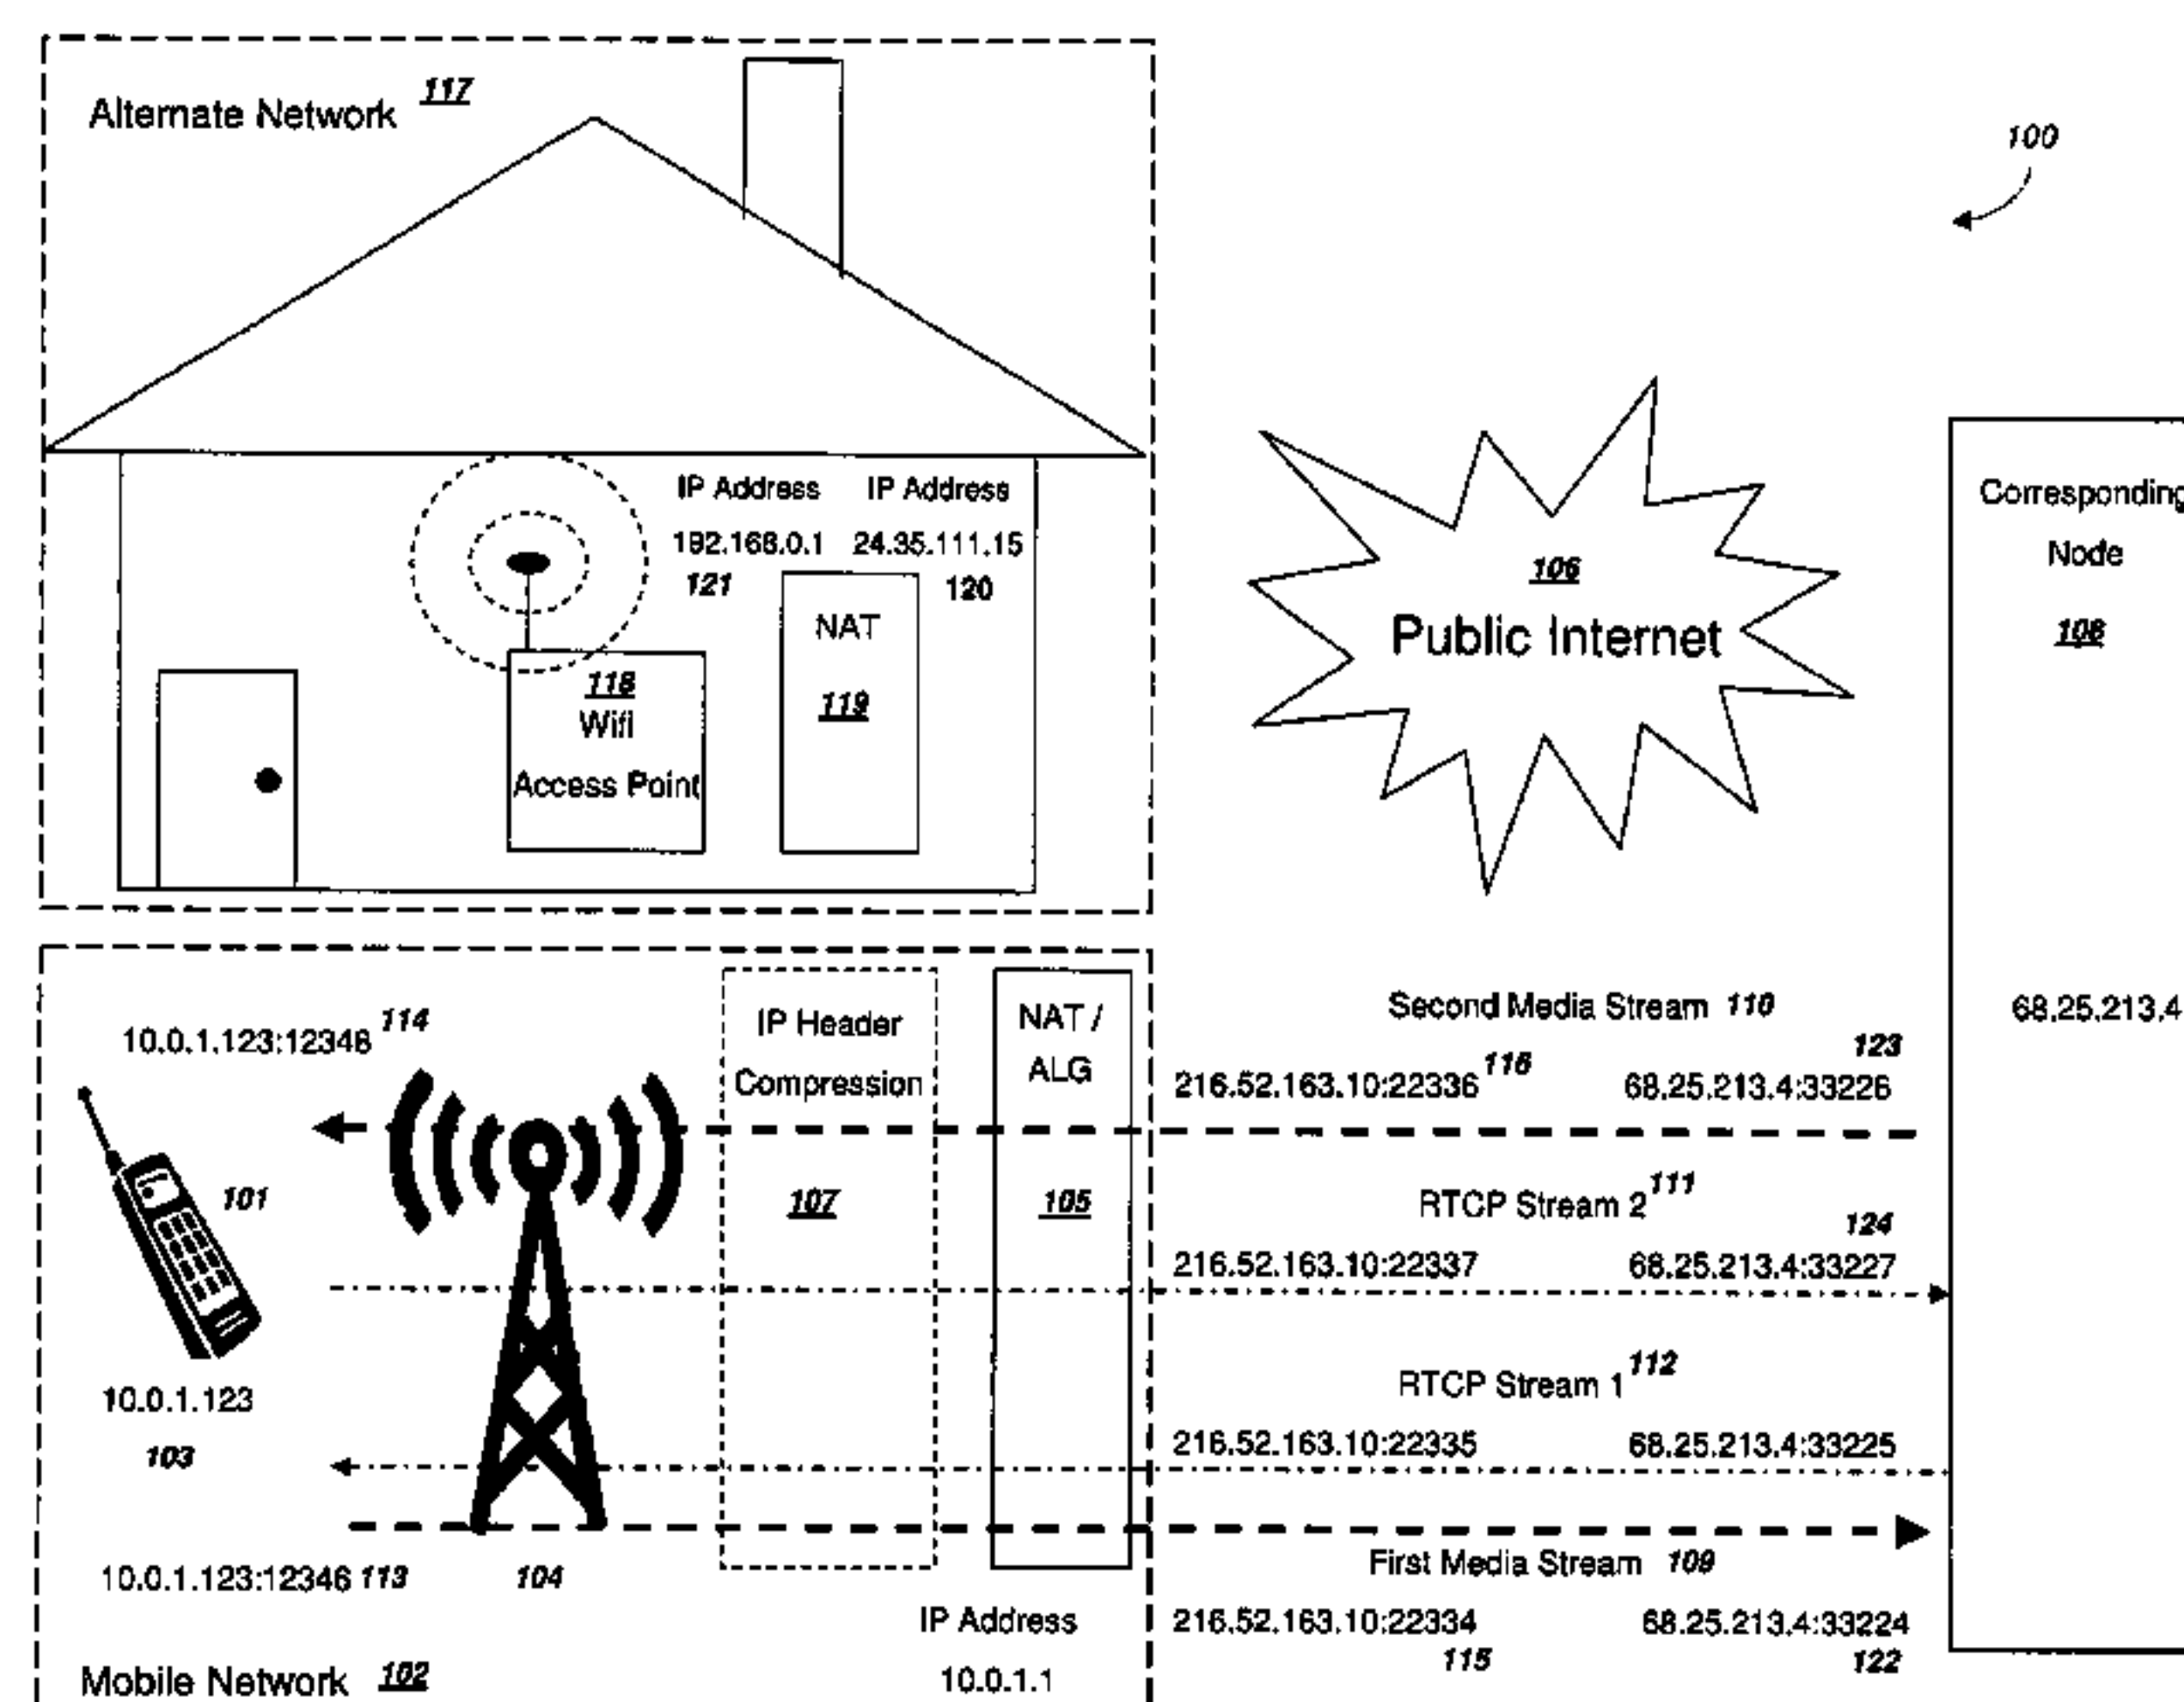 Alternate Network 117
100
IP Address IP Address
192.168.0.1 24.35.111.15
121 120
NAT
119
118
Wifi
Access Point
106
Public Internet
Corresponding
Node
108
68.25.213.4
10.0.1.123:12348 114
IP Header
Compression
107
NAT /
ALG
105
101
10.0.1.123
103
10.0.1.123:12346 113
104
Mobile Network 102
IP Address
10.0.1.1
Second Media Stream 110
123
216.52.163.10:22336 116 68.25.213.4:33226
RTCP Stream 2 111
124
216.52.163.10:22337 68.25.213.4:33227
RTCP Stream 1 112
216.52.163.10:22335 68.25.213.4:33225
First Media Stream 109
216.52.163.10:22334 68.25.213.4:33224
115 122